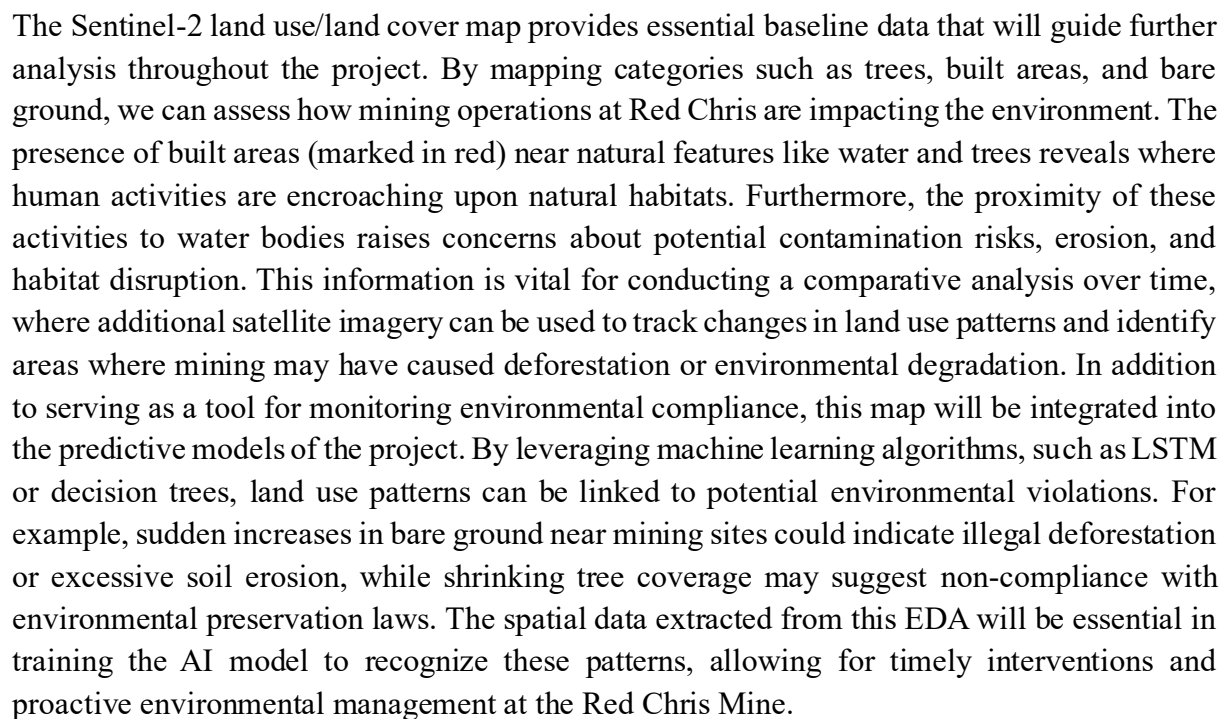 The Sentinel-2 land use/land cover map provides essential baseline data that will guide further
analysis throughout the project. By mapping categories such as trees, built areas, and bare
ground, we can assess how mining operations at Red Chris are impacting the environment. The
presence of built areas (marked in red) near natural features like water and trees reveals where
human activities are encroaching upon natural habitats. Furthermore, the proximity of these
activities to water bodies raises concerns about potential contamination risks, erosion, and
habitat disruption. This information is vital for conducting a comparative analysis over time,
where additional satellite imagery can be used to track changes in land use patterns and identify
areas where mining may have caused deforestation or environmental degradation. In addition
to serving as a tool for monitoring environmental compliance, this map will be integrated into
the predictive models of the project. By leveraging machine learning algorithms, such as LSTM
or decision trees, land use patterns can be linked to potential environmental violations. For
example, sudden increases in bare ground near mining sites could indicate illegal deforestation
or excessive soil erosion, while shrinking tree coverage may suggest non-compliance with
environmental preservation laws. The spatial data extracted from this EDA will be essential in
training the AI model to recognize these patterns, allowing for timely interventions and
proactive environmental management at the Red Chris Mine.